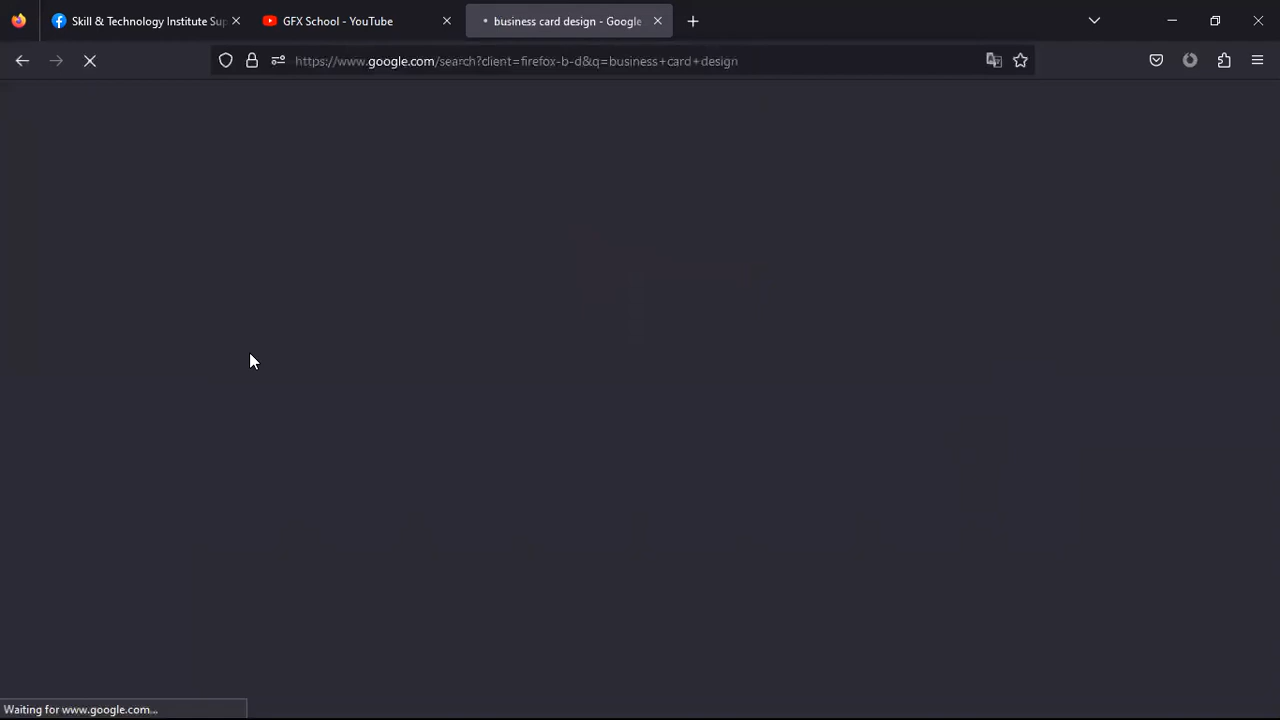 Skill & Technology Institute Sup
GFX School - YouTube
business card design - Google
https://www.google.com/search?client=firefox-b-d&q=business+card+design
Waiting for www.google.com...